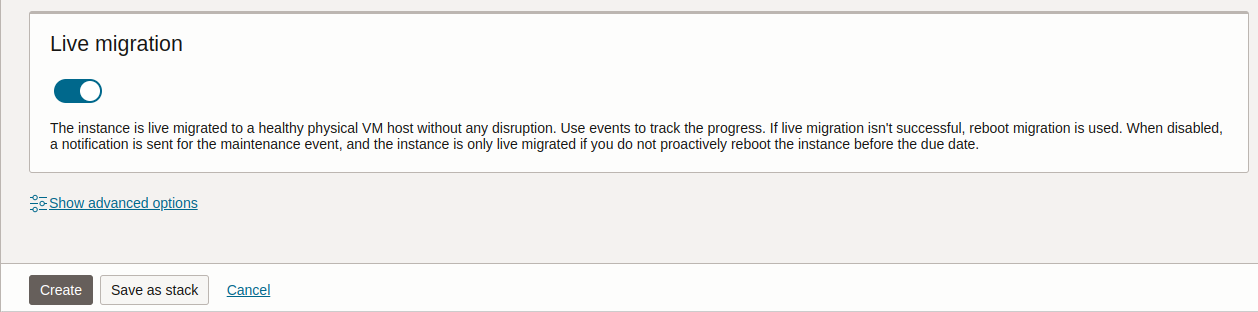 Live migration
The instance is live migrated to a healthy physical VM host without any disruption. Use events to track the progress. If live migration isn't successful, reboot migration is used. When disabled,
a notification is sent for the maintenance event, and the instance is only live migrated if you do not proactively reboot the instance before the due date.
Show advanced options
Create Save as stack Cancel